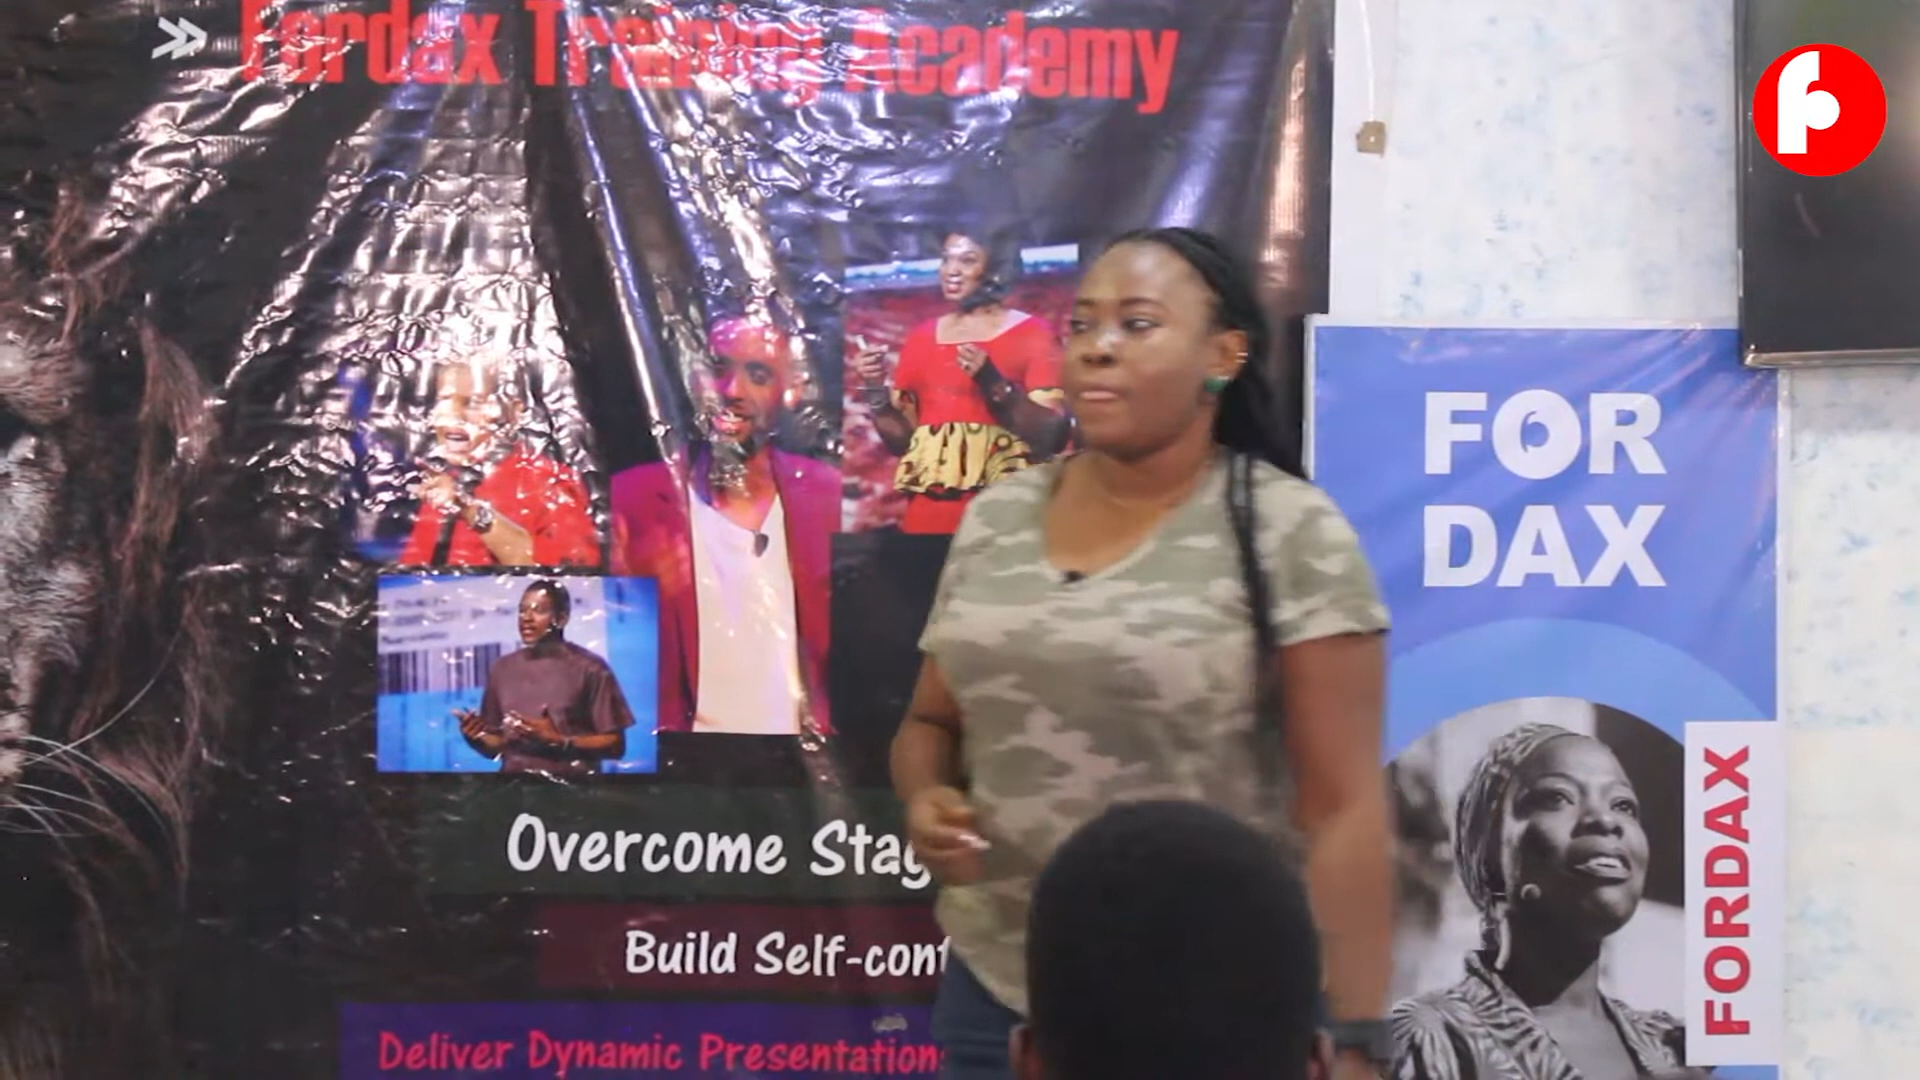 Fordax Training Academy
FOR
DAX
FORDAX
Overcome Stag
Build Self-conf
Deliver Dynamic Presentations